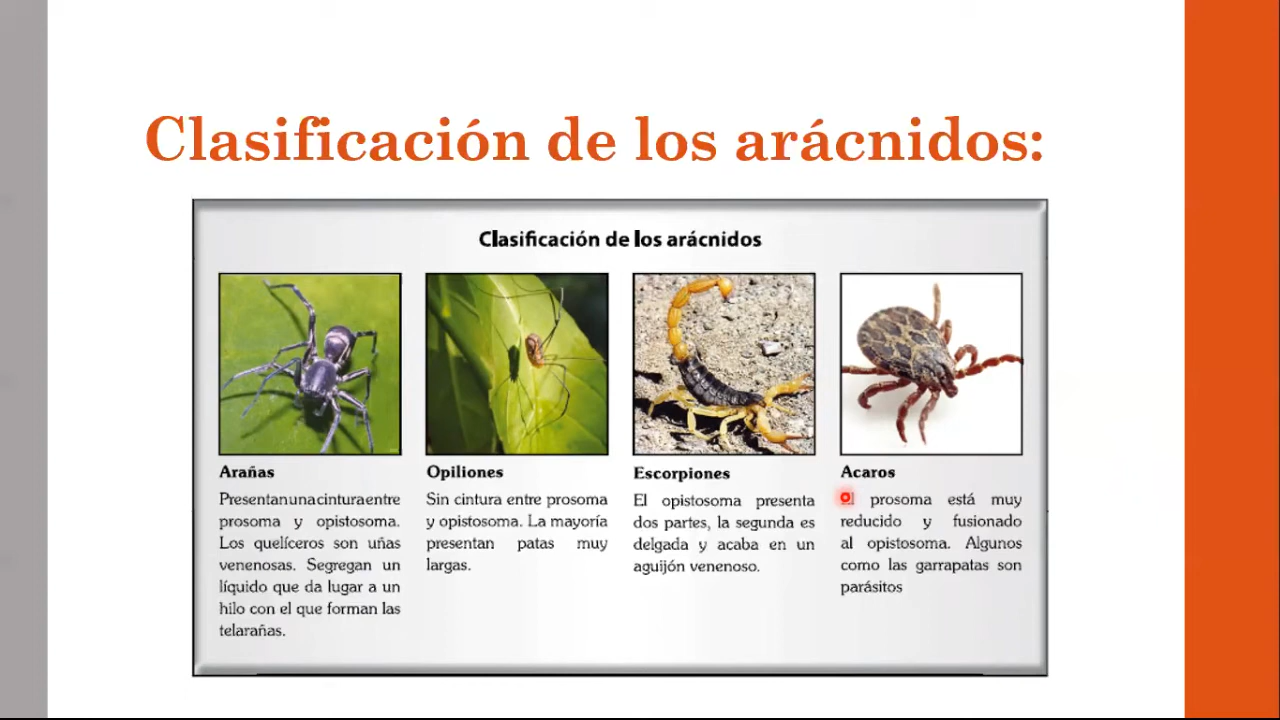 Clasificación de los arácnidos:
Clasificación de los arácnidos
Arañas
Presentan una cintura entre
prosoma y opistosoma.
Los quelíceros son uñas
venenosas. Segregan un
líquido que da lugar a un
hilo con el que forman las
telarañas.
Opiliones
Sin cintura entre prosoma
y opistosoma. La mayoría
presentan patas muy
largas.
Escorpiones
El opistosoma presenta
dos partes, la segunda es
delgada y acaba en un
aguijón venenoso.
Acaros
prosoma está muy
reducido y fusionado
al opistosoma. Algunos
como las garrapatas son
parásitos